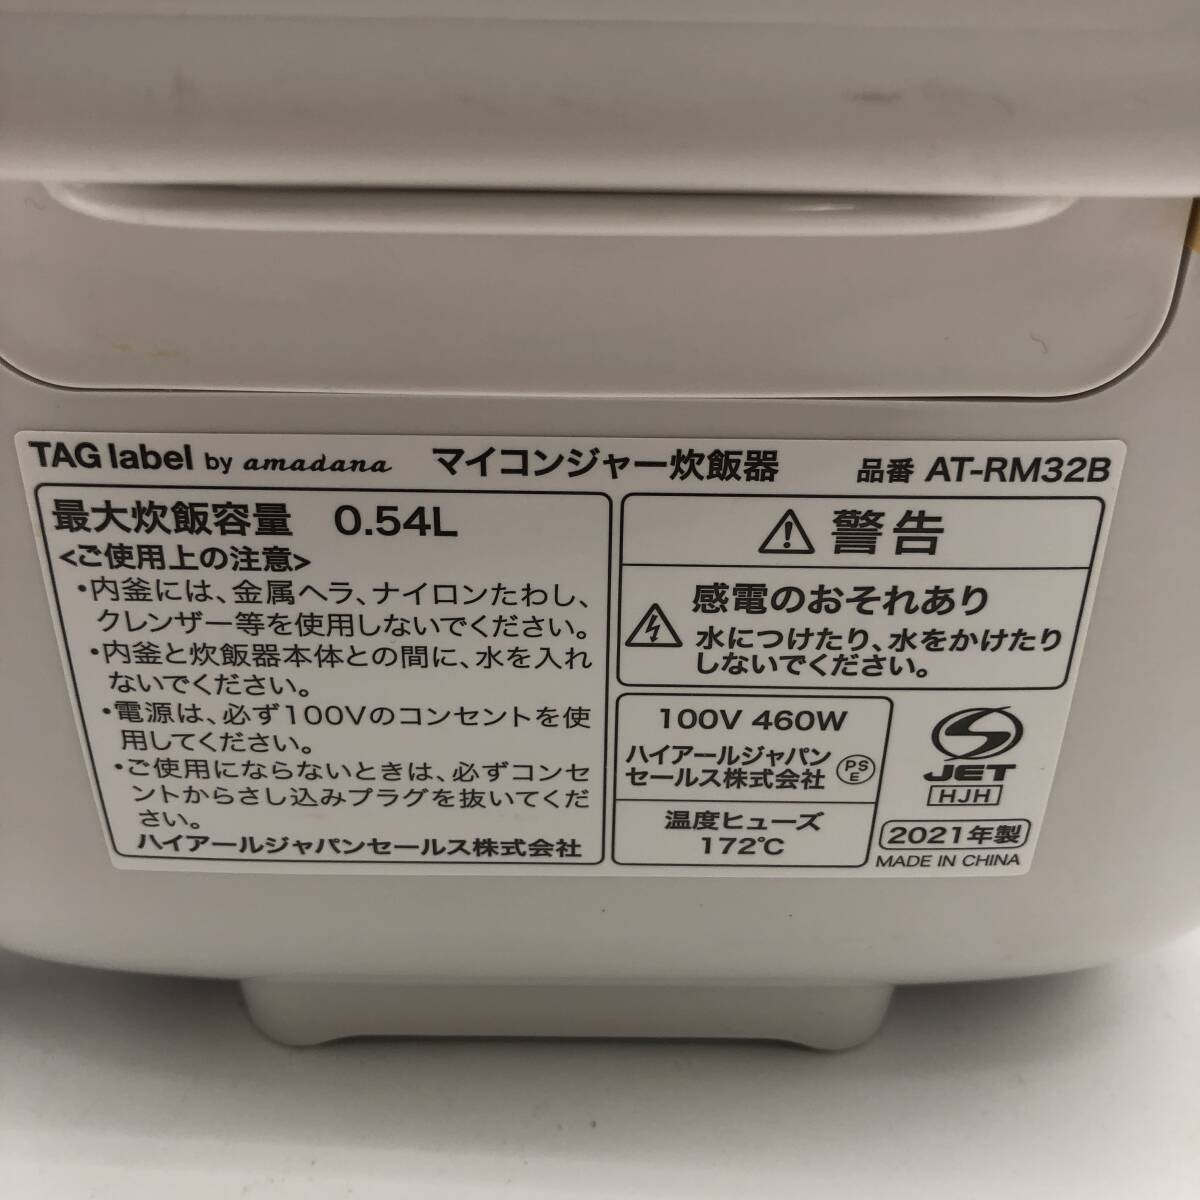 TAG label by amadana マイコンジャー炊飯器 品番 AT-RM32B
最大炊飯容量 0.54L
<ご使用上の注意>
・内釜には、金属ヘラ、ナイロンたわし、
クレンザー等を使用しないでください。
・内釜と炊飯器本体との間に、水を入れ
ないでください。
・電源は、必ず100Vのコンセントを使
用してください。
・ご使用にならないときは、必ずコンセ
ントからさし込みプラグを抜いてくだ
さい。
ハイアールジャパンセールス株式会社
警告
感電のおそれあり
水につけたり、水をかけたり
しないでください。
100V 460W
ハイアールジャパン
セールス株式会社
PS
E
温度ヒューズ
172℃
JET
HJH
2021年製
MADE IN CHINA